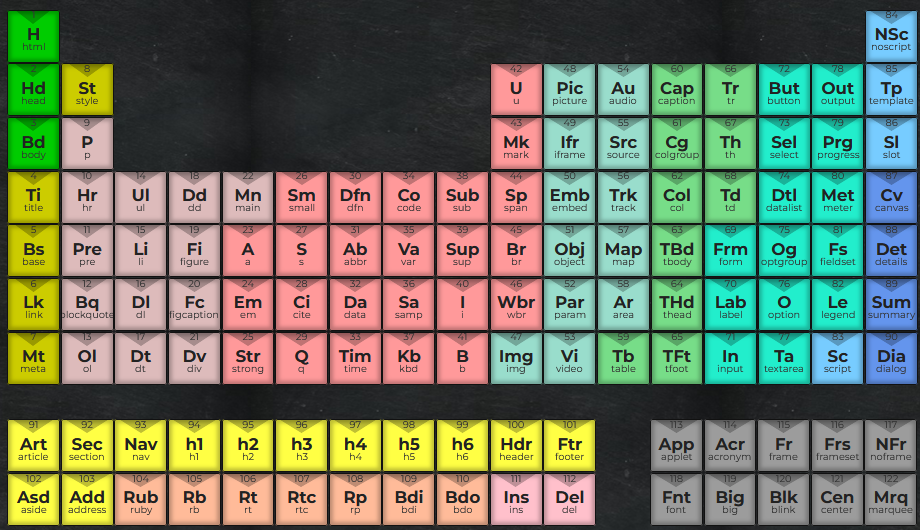 1 84
H NSc
html noscript
2 8 42 48 54 60 66 72 78 85
Hd St U Pic Au Cap Tr But Out Tp
head style u picture audio caption tr button output template
3 9 43 49 55 61 67 73 79 86
Bd P Mk Ifr Src Cg Th Sel Prg Sl
body p mark iframe source colgroup th select progress slot
4 10 14 18 22 26 30 34 38 44 50 56 62 68 74 80 87
Ti Hr Ul Dd Mn Sm Dfn Co Sub Sp Emb Trk Col Td Dtl Met Cv
title hr ul dd main small dfn code sub span embed track col td datalist meter canvas
5 11 15 19 23 27 31 35 39 45 51 57 63 69 75 81 88
Bs Pre Li Fi A S Ab Va Sup Br Obj Map TBd Frm Og Fs Det
base pre li figure a s abbr var sup br object map tbody form optgroup fieldset details
6 12 16 20 24 28 32 36 40 46 52 58 64 70 76 82 89
Lk Bq Dl Fc Em Ci Da Sa I Wbr Par Ar THd Lab O Le Sum
link blockquote dl figcaption em cite data samp i wbr param area thead label option legend summary
7 13 17 21 25 29 33 37 41 47 53 59 65 71 77 83 90
Mt Ol Dt Dv Str Q Tim Kb B Img Vi Tb TFt In Ta Sc Dia
meta ol dt div strong q time kbd b img video table tfoot input textarea script dialog
91 92 93 94 95 96 97 98 99 100 101 113 114 115 116 117
Art Sec Nav h1 h2 h3 h4 h5 h6 Hdr Ftr App Acr Fr Frs NFr
article section nav h1 h2 h3 h4 h5 h6 header footer applet acronym frame frameset noframe
102 103 104 105 106 107 108 109 110 111 112 118 119 120 121 122
Asd Add Rub Rb Rt Rtc Rp Bdi Bdo Ins Del Fnt Big Blk Cen Mrq
aside address ruby rb rt rtc rp bdi bdo ins del font big blink center marquee